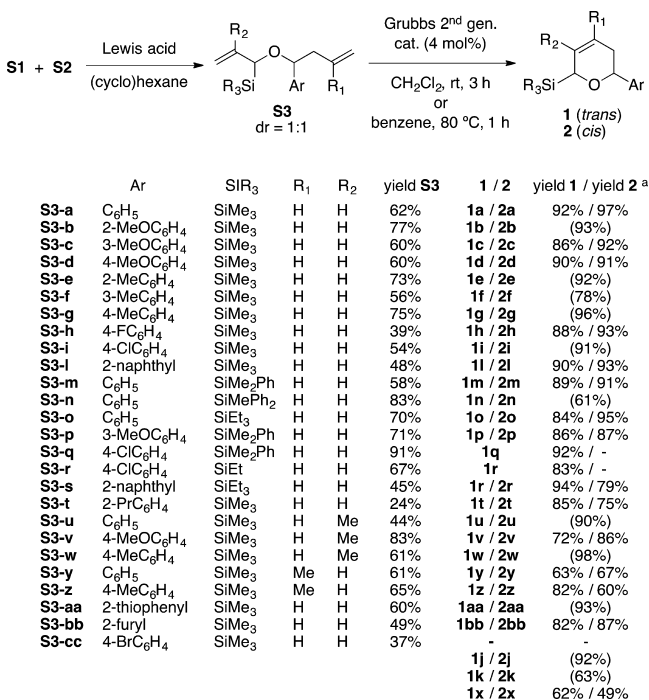 S1 + S2
Lewis acid
(cyclo)hexane
R2
O
R3Si Ar R1
S3
dr = 1:1
Grubbs 2nd gen.
cat. (4 mol%)
CH2Cl2, rt, 3 h
or
benzene, 80 ºC, 1 h
R1
R2
R3Si O Ar
1 (trans)
2 (cis)
Ar SIR3 R1 R2 yield S3 1 / 2 yield 1 / yield 2 a
S3-a C6H5 SiMe3 H H 62% 1a / 2a 92% / 97%
S3-b 2-MeOC6H4 SiMe3 H H 77% 1b / 2b (93%)
S3-c 3-MeOC6H4 SiMe3 H H 60% 1c / 2c 86% / 92%
S3-d 4-MeOC6H4 SiMe3 H H 60% 1d / 2d 90% / 91%
S3-e 2-MeC6H4 SiMe3 H H 73% 1e / 2e (92%)
S3-f 3-MeC6H4 SiMe3 H H 56% 1f / 2f (78%)
S3-g 4-MeC6H4 SiMe3 H H 75% 1g / 2g (96%)
S3-h 4-FC6H4 SiMe3 H H 39% 1h / 2h 88% / 93%
S3-i 4-ClC6H4 SiMe3 H H 54% 1i / 2i (91%)
S3-l 2-naphthyl SiMe3 H H 48% 1l / 2l 90% / 93%
S3-m C6H5 SiMe2Ph H H 58% 1m / 2m 89% / 91%
S3-n C6H5 SiMePh2 H H 83% 1n / 2n (61%)
S3-o C6H5 SiEt3 H H 70% 1o / 2o 84% / 95%
S3-p 3-MeOC6H4 SiMe2Ph H H 71% 1p / 2p 86% / 87%
S3-q 4-ClC6H4 SiMe2Ph H H 91% 1q 92% / -
S3-r 4-ClC6H4 SiEt H H 67% 1r 83% / -
S3-s 2-naphthyl SiEt3 H H 45% 1r / 2r 94% / 79%
S3-t 2-PrC6H4 SiMe3 H H 24% 1t / 2t 85% / 75%
S3-u C6H5 SiMe3 H Me 44% 1u / 2u (90%)
S3-v 4-MeOC6H4 SiMe3 H Me 83% 1v / 2v 72% / 86%
S3-w 4-MeC6H4 SiMe3 H Me 61% 1w / 2w (98%)
S3-y C6H5 SiMe3 Me H 61% 1y / 2y 63% / 67%
S3-z 4-MeC6H4 SiMe3 Me H 65% 1z / 2z 82% / 60%
S3-aa 2-thiophenyl SiMe3 H H 60% 1aa / 2aa (93%)
S3-bb 2-furyl SiMe3 H H 49% 1bb / 2bb 82% / 87%
S3-cc 4-BrC6H4 SiMe3 H H 37% - -
1j / 2j (92%)
1k / 2k (63%)
1x / 2x 62% / 49%